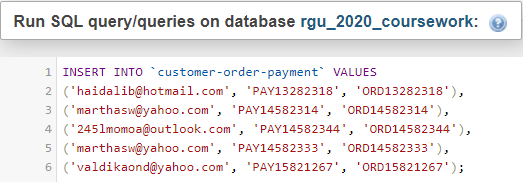 Run SQL query/queries on database rgu_2020_coursework:
1 INSERT INTO `customer-order-payment` VALUES
2 ('haidalib@hotmail.com', 'PAY13282318', 'ORD13282318'),
3 ('marthasw@yahoo.com', 'PAY14582314', 'ORD14582314'),
4 ('245lmomoa@outlook.com', 'PAY14582344', 'ORD14582344'),
5 ('marthasw@yahoo.com', 'PAY14582333', 'ORD14582333'),
6 ('valdikaond@yahoo.com', 'PAY15821267', 'ORD15821267');